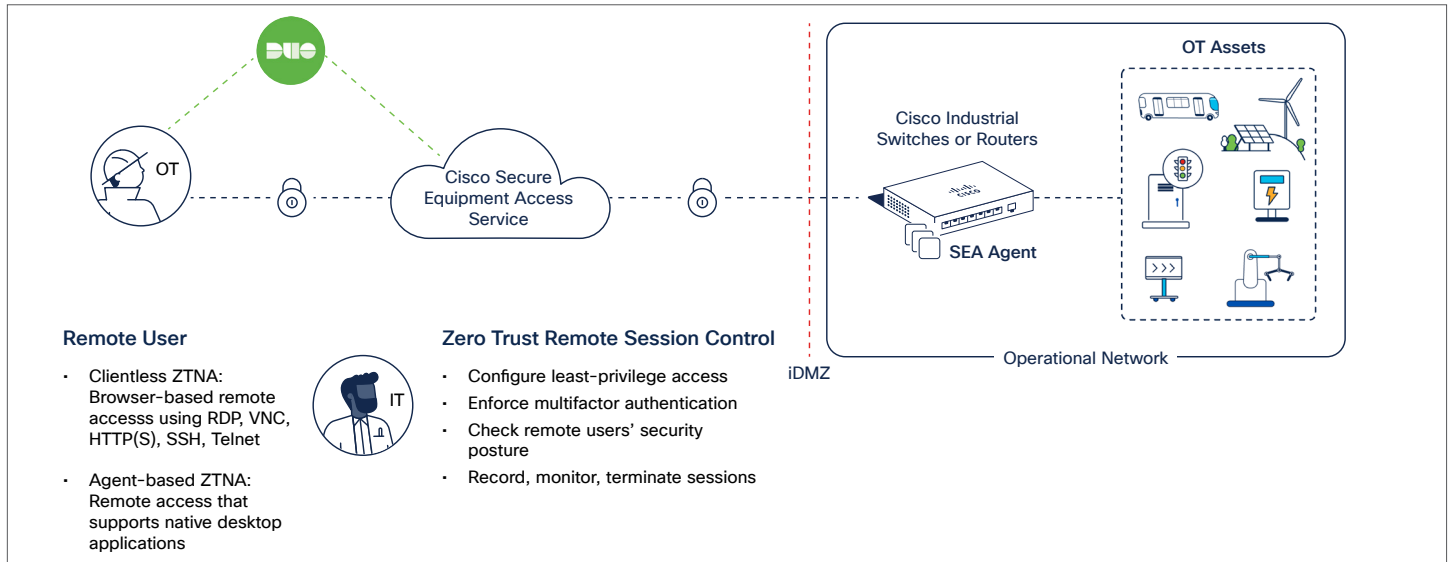 DUO
OT
Cisco Secure
Equipment Access
Service
OT Assets
Cisco Industrial
Switches or Routers
CISCO
SEA Agent
>>>
Operational Network
iDMZ
Remote User
• Clientless ZTNA:
Browser-based remote
accesss using RDP, VNC,
HTTP(S), SSH, Telnet
• Agent-based ZTNA:
Remote access that
supports native desktop
applications
IT
Zero Trust Remote Session Control
• Configure least-privilege access
• Enforce multifactor authentication
• Check remote users’ security
posture
• Record, monitor, terminate sessions